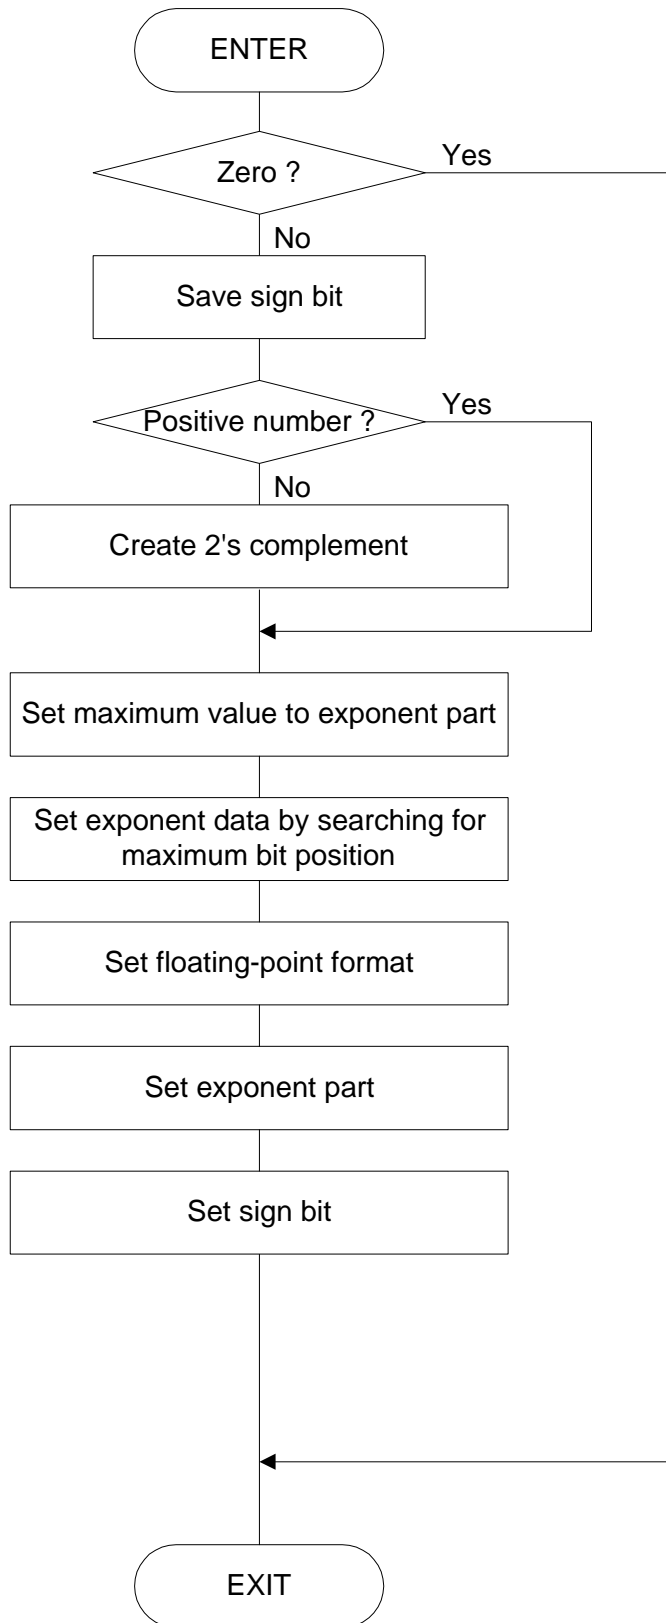 ENTER
Zero ?
Yes
No
Save sign bit
Positive number ?
Yes
No
Create 2's complement
Set maximum value to exponent part
Set exponent data by searching for
maximum bit position
Set floating-point format
Set exponent part
Set sign bit
EXIT